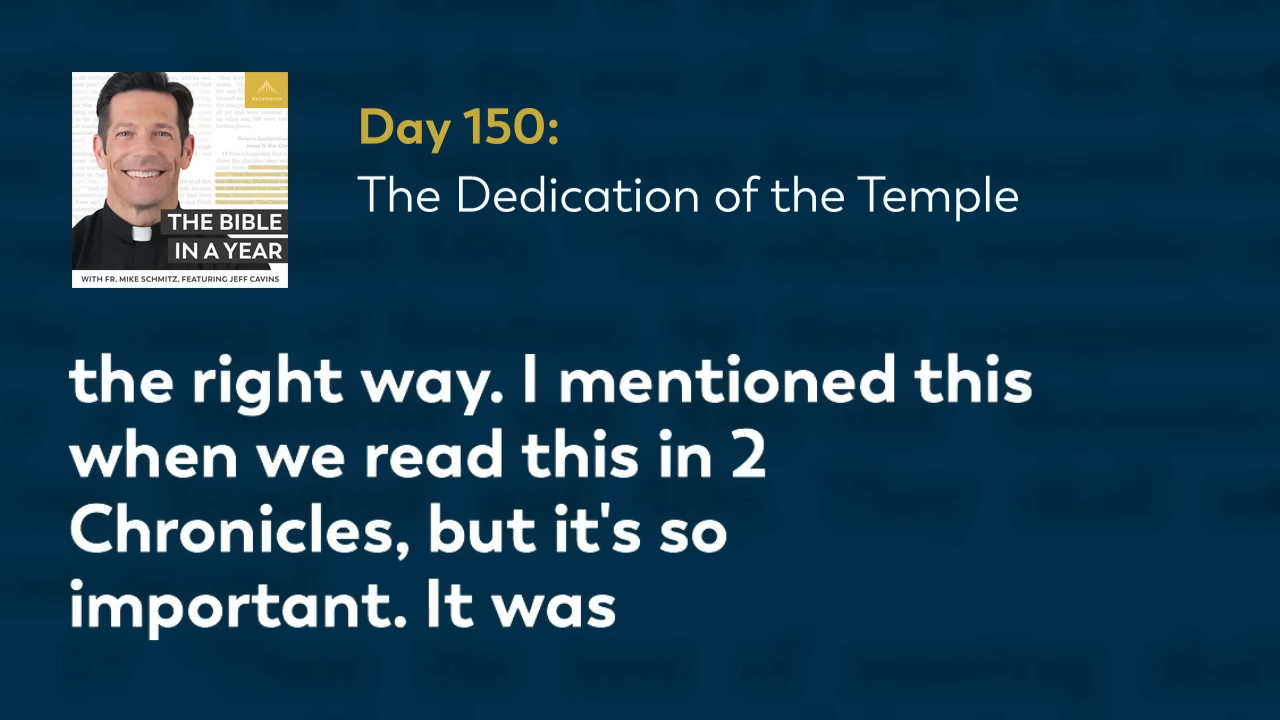 ASCENSION
THE BIBLE
IN A YEAR
WITH FR. MIKE SCHMITZ, FEATURING JEFF CAVINS
Day 150:
The Dedication of the Temple
the right way. I mentioned this
when we read this in 2
Chronicles, but it's so
important. It was